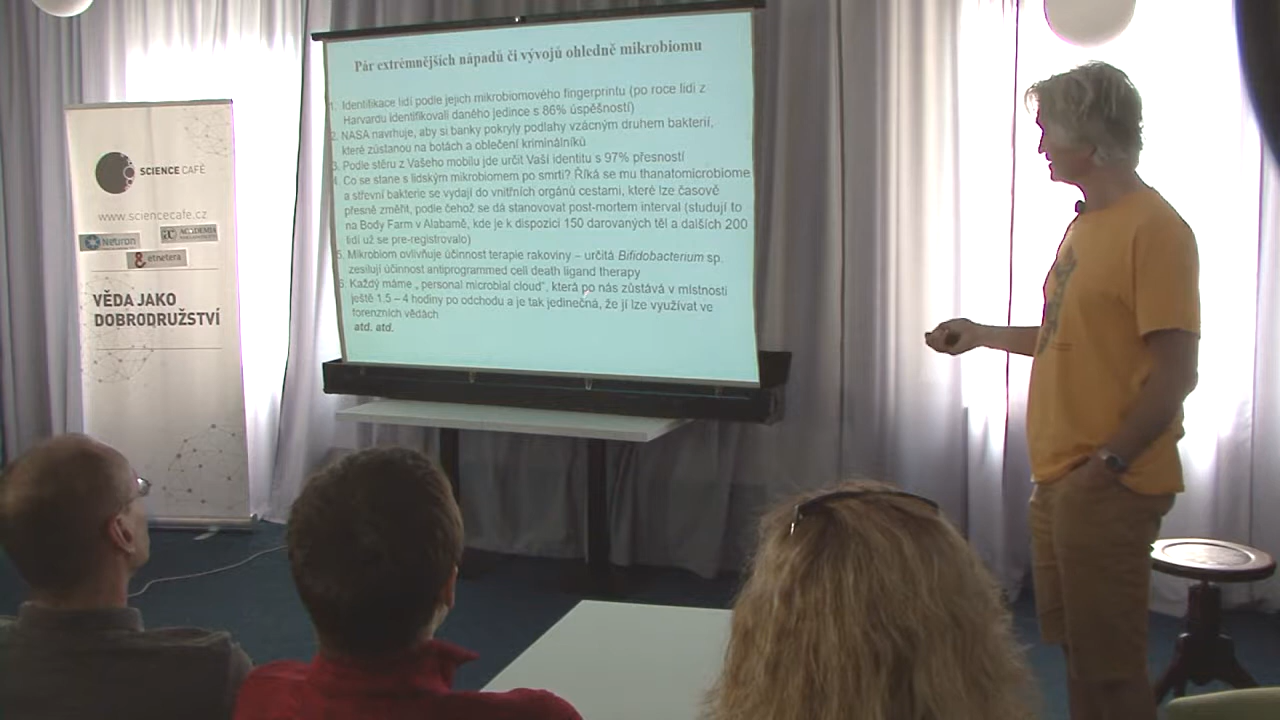 Pár extrémnějších nápadů či vývojů ohledně mikrobiomu
1. Identifikace lidí podle jejich mikrobiomového fingerprintu (po roce lidi z
Harvardu identifikovali daného jedince s 86% úspěšností)
2. NASA navrhuje, aby si banky pokryly podlahy vzácným druhem bakterií,
které zůstanou na botách a oblečení kriminálníků
3. Podle stěru z Vašeho mobilu jde určit Vaší identitu s 97% přesností
4. Co se stane s lidským mikrobiomem po smrti? Říká se mu thanatomicrobiome
a střevní bakterie se vydají do vnitřních orgánů cestami, které lze časově
přesně změřit, podle čehož se dá stanovovat post-mortem interval (studují to
na Body Farm v Alabamě, kde je k dispozici 150 darovaných těl a dalších 200
lidí už se pre-registrovalo)
5. Mikrobiom ovlivňuje účinnost terapie rakoviny – určitá Bifidobacterium sp.
zesilují účinnost antiprogrammed cell death ligand therapy
6. Každý máme „ personal microbial cloud", která po nás zůstává v místnosti
ještě 1.5 – 4 hodiny po odchodu a je tak jedinečná, že jí lze využívat ve
forenzních vědách
atd. atd.
SCIENCE CAFÉ
www.sciencecafe.cz
Neuron
ACADEMIA
etnetera
VĚDA JAKO
DOBRODRUŽSTVÍ